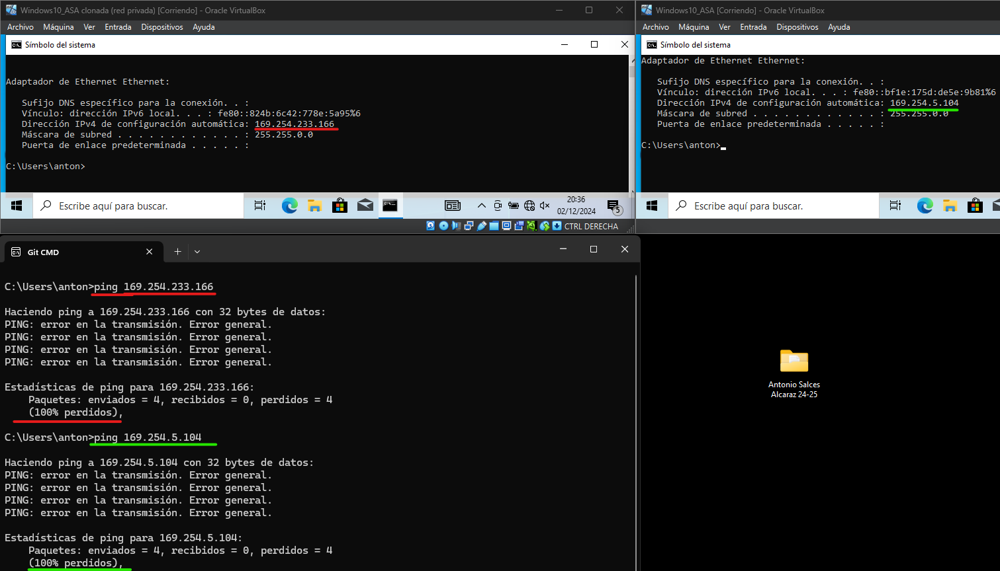 Windows10_ASA clonada (red privada) [Corriendo] - Oracle VirtualBox
Archivo Máquina Ver Entrada Dispositivos Ayuda
Símbolo del sistema
Adaptador de Ethernet Ethernet:
Sufijo DNS específico para la conexión. . :
Vínculo: dirección IPv6 local. . . : fe80::824b:6c42:778e:5a95%6
Dirección IPv4 de configuración automática: 169.254.233.166
Máscara de subred . . . . . . . . . . . . : 255.255.0.0
Puerta de enlace predeterminada . . . . . :
C:\Users\anton>
Escribe aquí para buscar.
20:36
02/12/2024
5
CTRL DERECHA
Windows10_ASA [Corriendo] - Oracle VirtualBox
Archivo Máquina Ver Entrada Dispositivos Ayuda
Símbolo del sistema
Adaptador de Ethernet Ethernet:
Sufijo DNS específico para la conexión. . :
Vínculo: dirección IPv6 local. . . : fe80::bf1e:175d:de5e:9b81%6
Dirección IPv4 de configuración automática: 169.254.5.104
Máscara de subred . . . . . . . . . . . . : 255.255.0.0
Puerta de enlace predeterminada . . . . . :
C:\Users\anton>
Escribe aquí para buscar.
Git CMD
C:\Users\anton>ping 169.254.233.166
Haciendo ping a 169.254.233.166 con 32 bytes de datos:
PING: error en la transmisión. Error general.
PING: error en la transmisión. Error general.
PING: error en la transmisión. Error general.
PING: error en la transmisión. Error general.
Estadísticas de ping para 169.254.233.166:
Paquetes: enviados = 4, recibidos = 0, perdidos = 4
(100% perdidos),
C:\Users\anton>ping 169.254.5.104
Haciendo ping a 169.254.5.104 con 32 bytes de datos:
PING: error en la transmisión. Error general.
PING: error en la transmisión. Error general.
PING: error en la transmisión. Error general.
PING: error en la transmisión. Error general.
Estadísticas de ping para 169.254.5.104:
Paquetes: enviados = 4, recibidos = 0, perdidos = 4
(100% perdidos),
Antonio Salces
Alcaraz 24-25